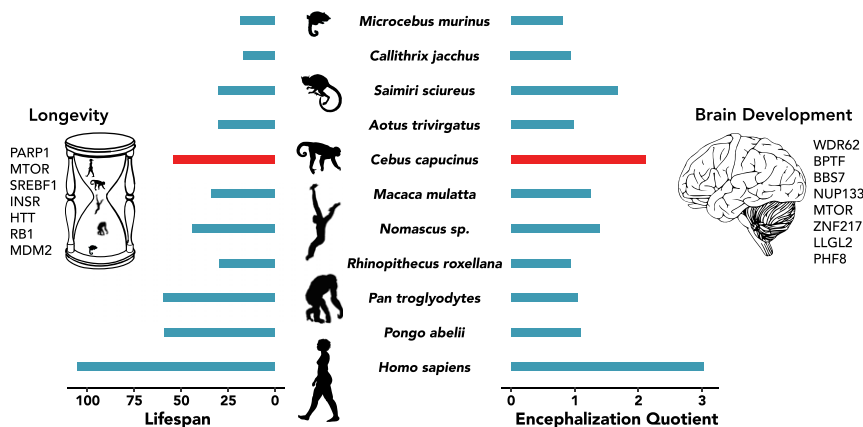 Microcebus murinus
Callithrix jacchus
Saimiri sciureus
Aotus trivirgatus
Cebus capucinus
Macaca mulatta
Nomascus sp.
Rhinopithecus roxellana
Pan troglyodytes
Pongo abelii
Homo sapiens
Longevity
PARP1
MTOR
SREBF1
INSR
HTT
RB1
MDM2
Brain Development
WDR62
BPTF
BBS7
NUP133
MTOR
ZNF217
LLGL2
PHF8
100 75 50 25 0
Lifespan
0 1 2 3
Encephalization Quotient